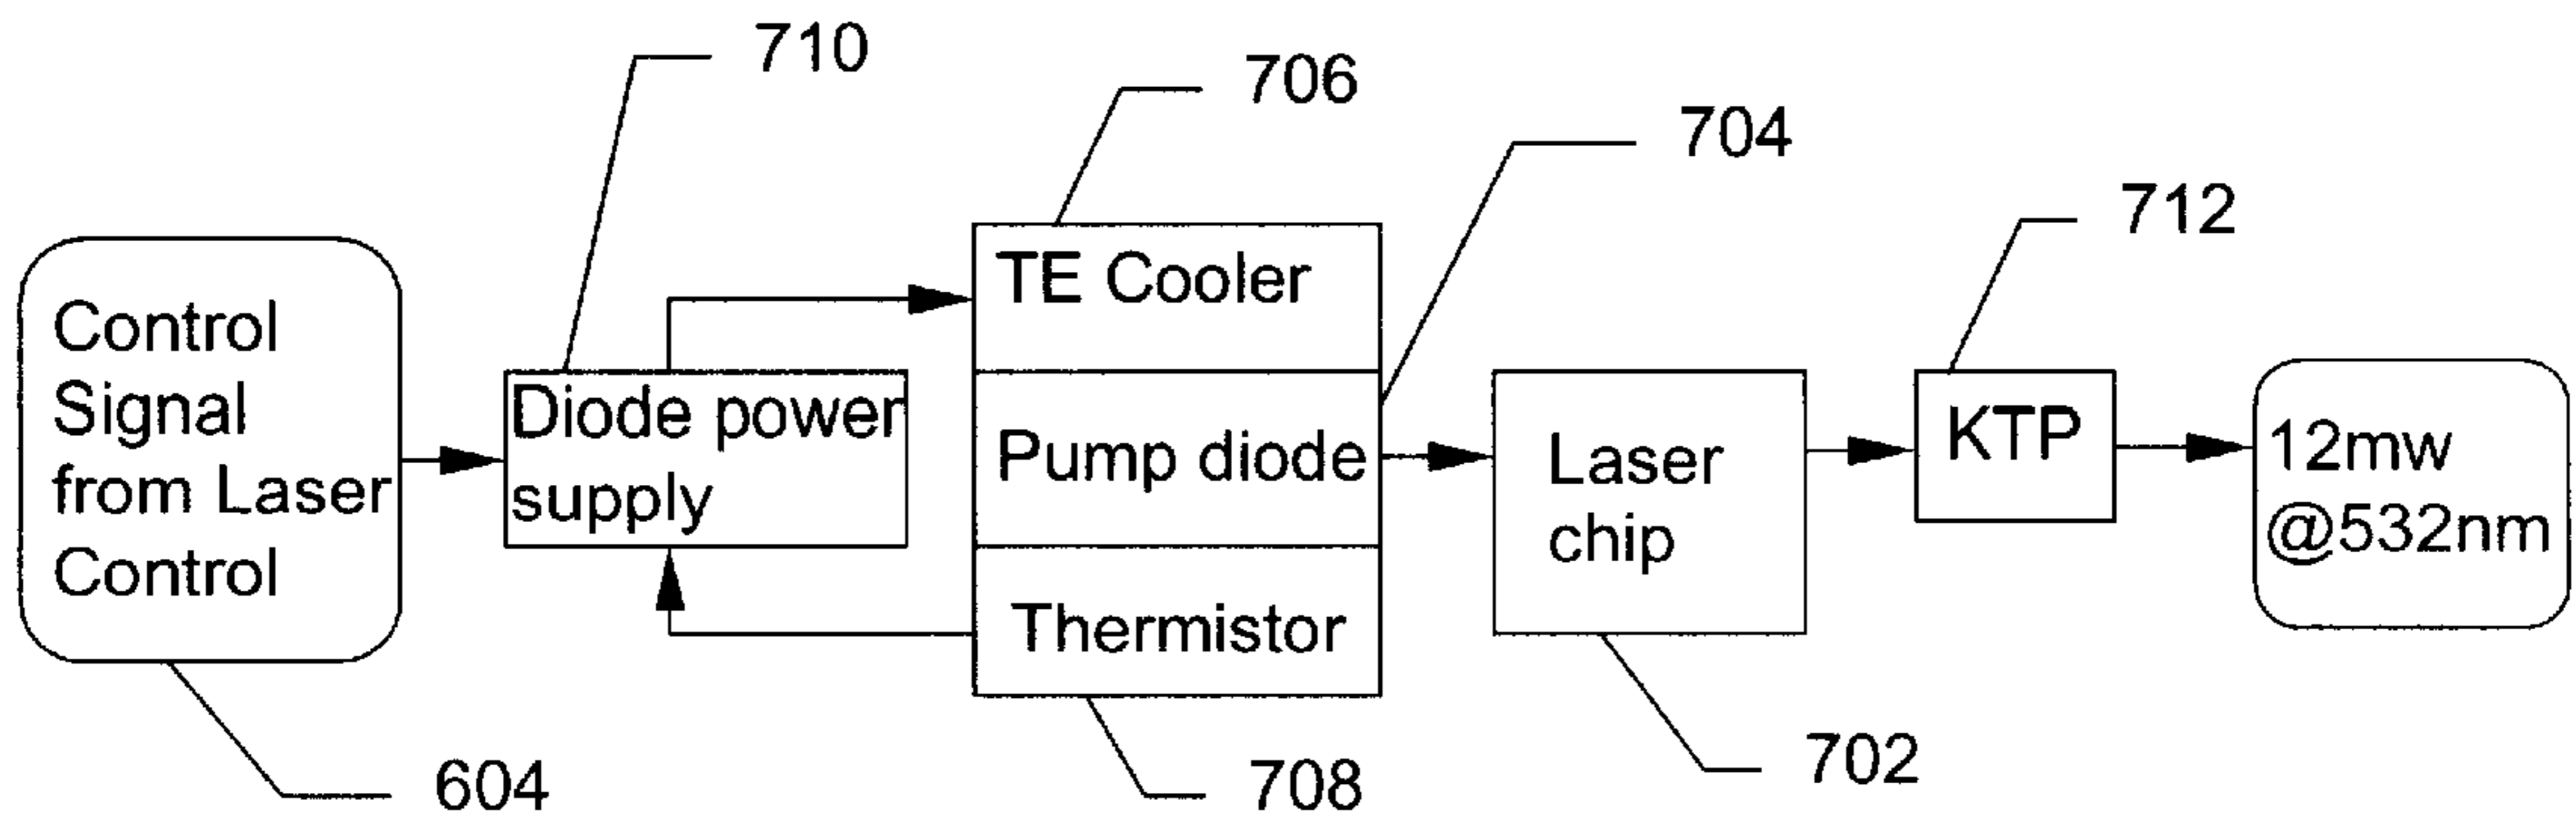 710
706
704
712
Control
Signal
from Laser
Control
Diode power
supply
TE Cooler
Pump diode
Thermistor
Laser
chip
KTP
12mw
@532nm
604
708
702